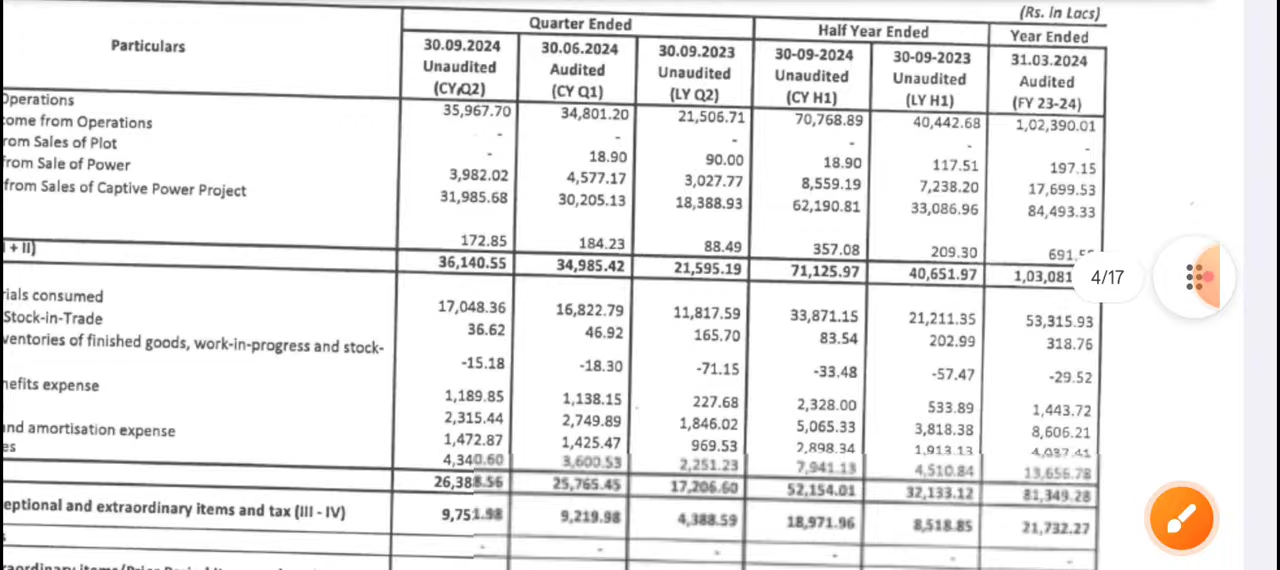 (Rs. In Lacs)
Particulars Quarter Ended Half Year Ended Year Ended
30.09.2024 30.06.2024 30.09.2023 30-09-2024 30-09-2023 31.03.2024
Unaudited Audited Unaudited Unaudited Unaudited Audited
(CY Q2) (CY Q1) (LY Q2) (CY H1) (LY H1) (FY 23-24)
Operations 35,967.70 34,801.20 21,506.71 70,768.89 40,442.68 1,02,390.01
come from Operations - - - - - -
rom Sales of Plot - 18.90 90.00 18.90 117.51 197.15
from Sale of Power 3,982.02 4,577.17 3,027.77 8,559.19 7,238.20 17,699.53
from Sales of Captive Power Project 31,985.68 30,205.13 18,388.93 62,190.81 33,086.96 84,493.33
172.85 184.23 88.49 357.08 209.30
I + II) 36,140.55 34,985.42 21,595.19 71,125.97 40,651.97 1,03,081
4/17
rials consumed 17,048.36 16,822.79 11,817.59 33,871.15 21,211.35 53,315.93
Stock-in-Trade 36.62 46.92 165.70 83.54 202.99 318.76
ventories of finished goods, work-in-progress and stock-
-15.18 -18.30 -71.15 -33.48 -57.47 -29.52
nefits expense 1,189.85 1,138.15 227.68 2,328.00 533.89 1,443.72
2,315.44 2,749.89 1,846.02 5,065.33 3,818.38 8,606.21
and amortisation expense 1,472.87 1,425.47 969.53 2,898.34 1,913.13 4,037.41
es 4,340.60 3,600.53 2,251.23 7,941.13 4,510.84 13,656.78
26,388.56 25,765.45 17,206.60 52,154.01 32,133.12 81,349.28
eptional and extraordinary items and tax (III - IV) 9,751.98 9,219.98 4,388.59 18,971.96 8,518.85 21,732.27
s - - - - - -